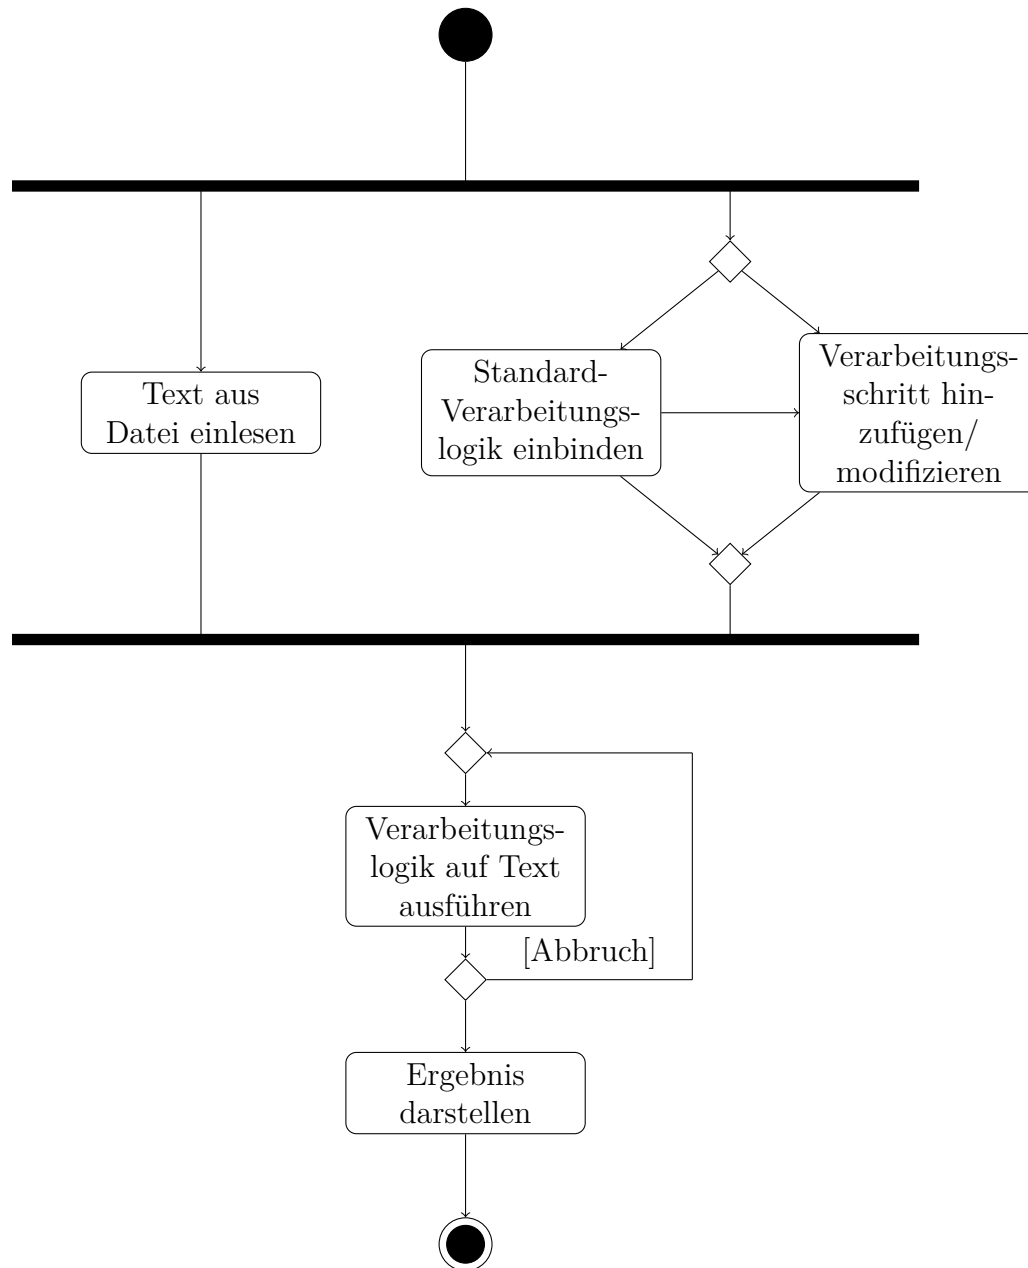 Text aus
Datei einlesen
Standard-
Verarbeitungs-
logik einbinden
Verarbeitungs-
schritt hin-
zufügen/
modifizieren
Verarbeitungs-
logik auf Text
ausführen
[Abbruch]
Ergebnis
darstellen